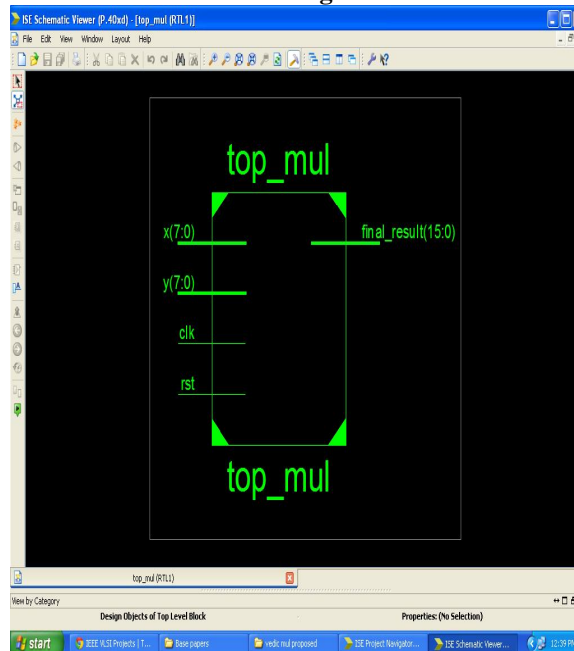 ISE Schematic Viewer (P.40xd) - [top_mul (RTL1)]
File Edit View Window Layout Help
top_mul
x(7:0)
final_result(15:0)
y(7:0)
clk
rst
top_mul
top_mul (RTL1)
View by Category
Design Objects of Top Level Block
Properties: (No Selection)
start
IEEE VLSI Projects | T...
Base papers
vedic mul proposed
ISE Project Navigator...
ISE Schematic Viewer...
12:39 PM